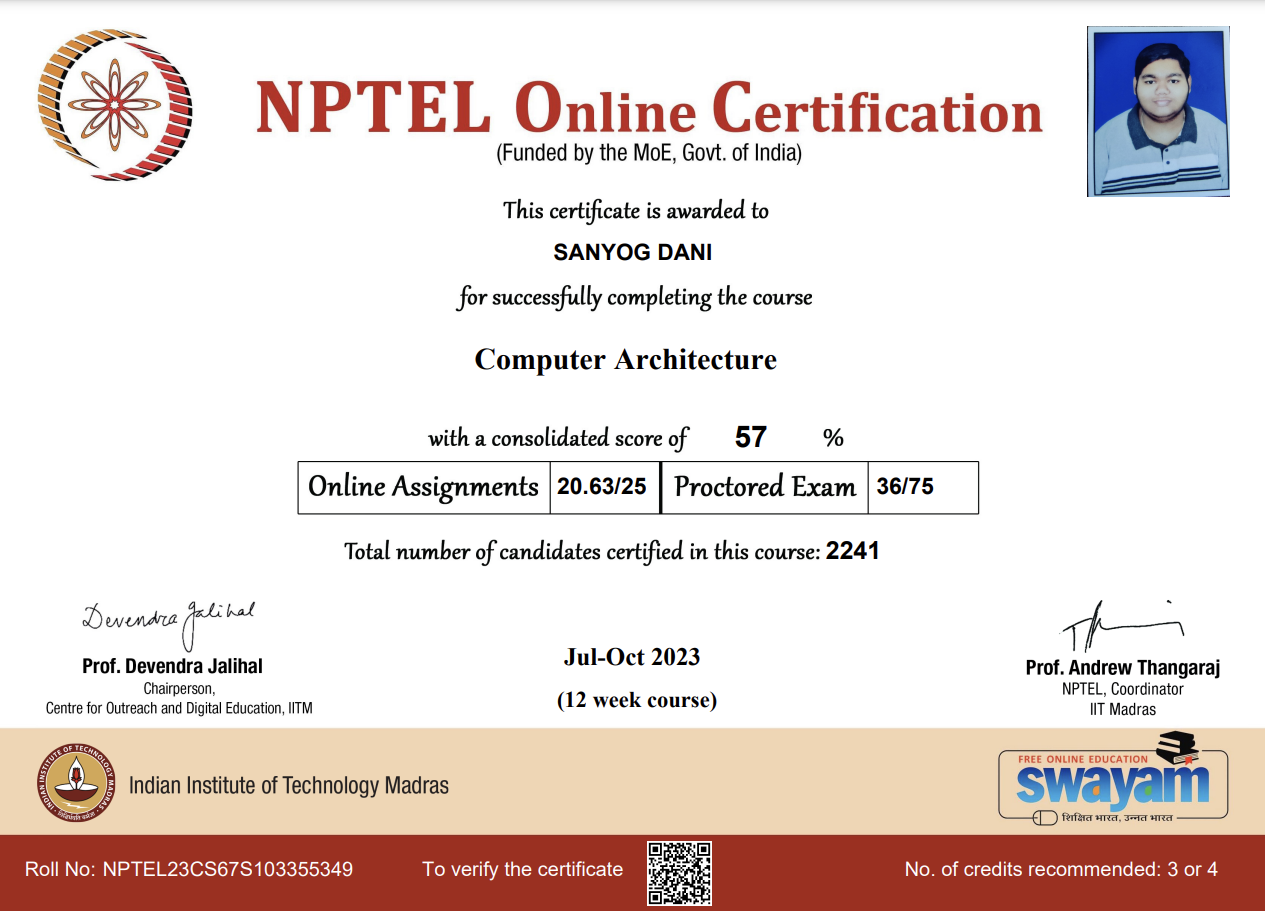 NPTEL Online Certification
(Funded by the MoE, Govt. of India)
This certificate is awarded to
SANYOG DANI
for successfully completing the course
Computer Architecture
with a consolidated score of 57 %
Online Assignments 20.63/25 Proctored Exam 36/75
Total number of candidates certified in this course: 2241
Devendra Jalihal
Prof. Devendra Jalihal
Chairperson,
Centre for Outreach and Digital Education, IITM
Jul-Oct 2023
(12 week course)
Prof. Andrew Thangaraj
NPTEL, Coordinator
IIT Madras
INDIAN INSTITUTE OF TECHNOLOGY MADRAS
Indian Institute of Technology Madras
FREE ONLINE EDUCATION
swayam
शिक्षित भारत, उन्नत भारत
Roll No: NPTEL23CS67S103355349
To verify the certificate
No. of credits recommended: 3 or 4